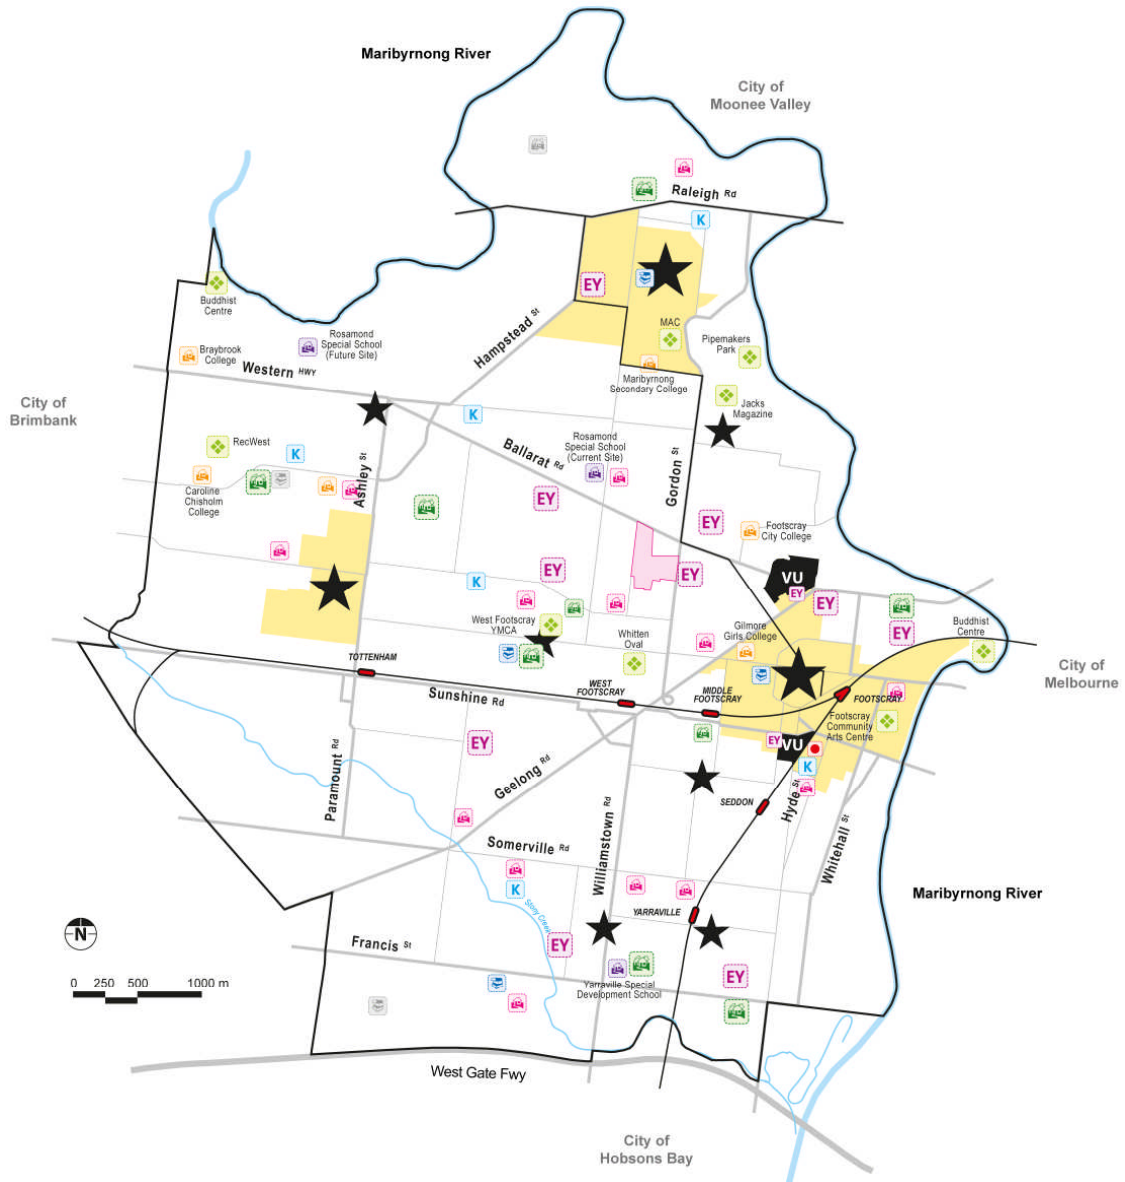 Maribyrnong River
City of
Moonee Valley
Raleigh Rd
K
EY
Buddhist
Centre
Hampstead St
MAC
Pipemakers
Park
Rosamond
Special School
(Future Site)
Braybrook
College
Western HWY
Maribyrnong
Secondary College
City of
Brimbank
Jacks
Magazine
K
RecWest
K
Ballarat Rd
Rosamond
Special School
(Current Site)
Ashley St
Gordon St
Caroline
Chisholm
College
EY
EY
Footscray
City College
EY
EY
K
VU
EY
EY
EY
West Footscray
YMCA
Whitten
Oval
Gilmore
Girls College
Buddhist
Centre
TOTTENHAM
City of
Melbourne
WEST
FOOTSCRAY
MIDDLE
FOOTSCRAY
FOOTSCRAY
Sunshine Rd
Footscray
Community
Arts Centre
EY
EY
VU
K
Paramount Rd
Geelong Rd
SEDDON
Hyde St
Williamstown Rd
Whitehall St
Somerville Rd
K
Maribyrnong River
Stony Creek
YARRAVILLE
N
Francis St
EY
EY
Yarraville Special
Development School
0 250 500 1000 m
West Gate Fwy
City of
Hobsons Bay